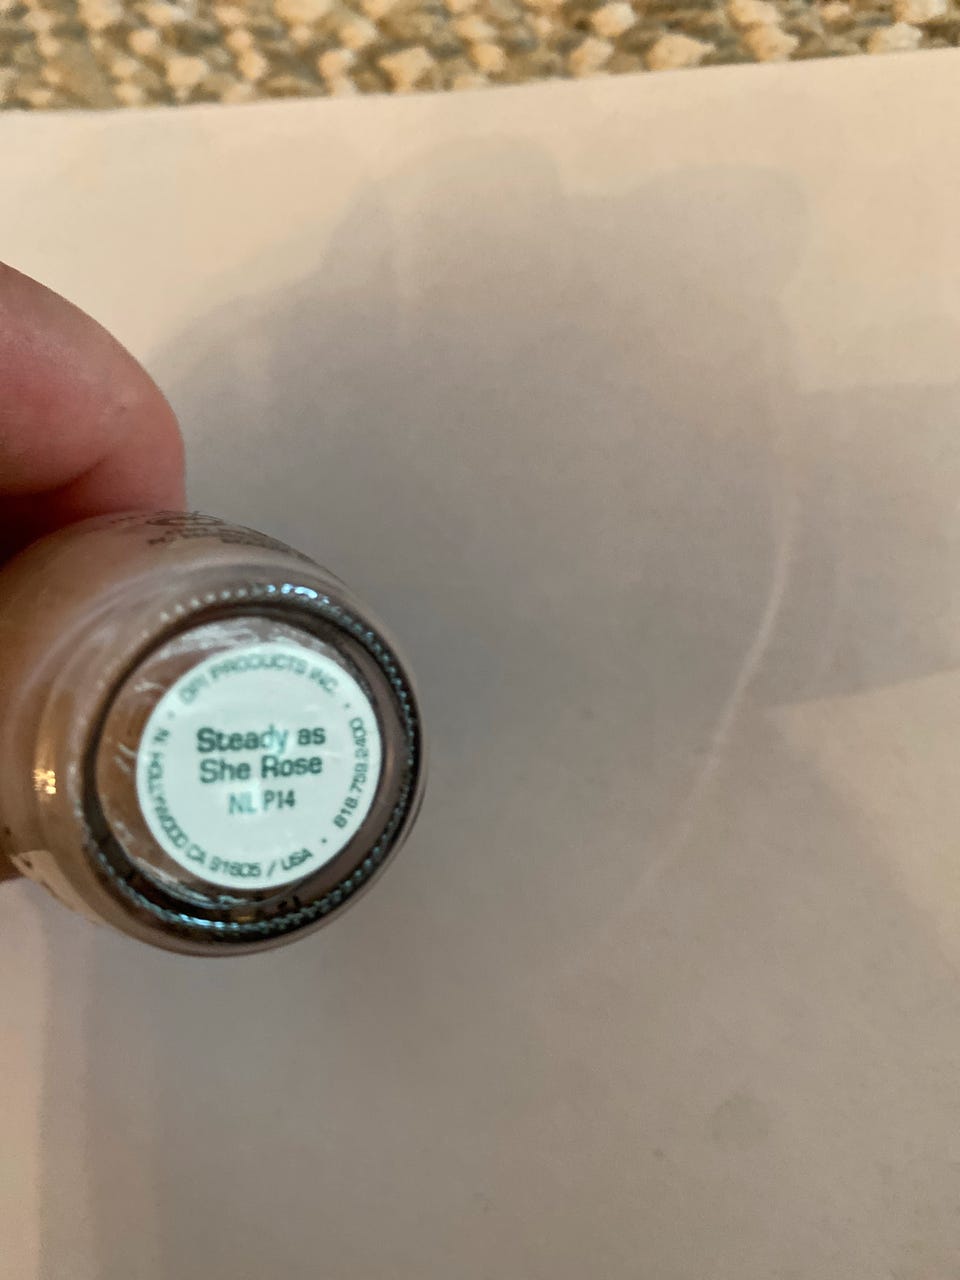 OPI PRODUCTS INC. • 818.759.2400 • N. HOLLYWOOD CA 91605 / USA •
Steady as
She Rose
NL P14